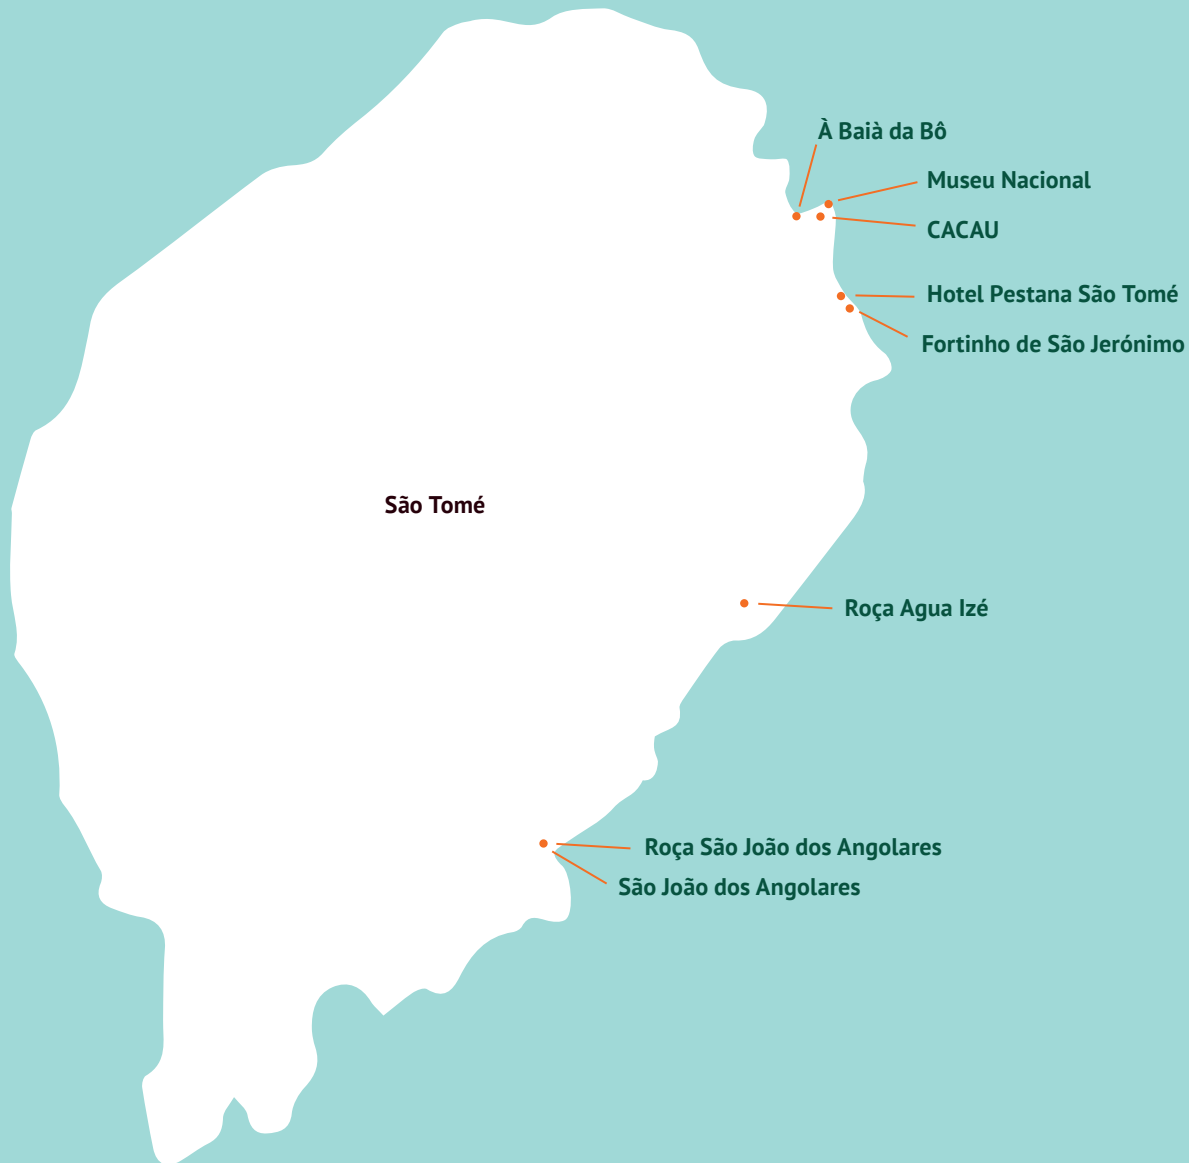 À Baià da Bô
Museu Nacional
CACAU
Hotel Pestana São Tomé
Fortinho de São Jerónimo
São Tomé
Roça Agua Izé
Roça São João dos Angolares
São João dos Angolares